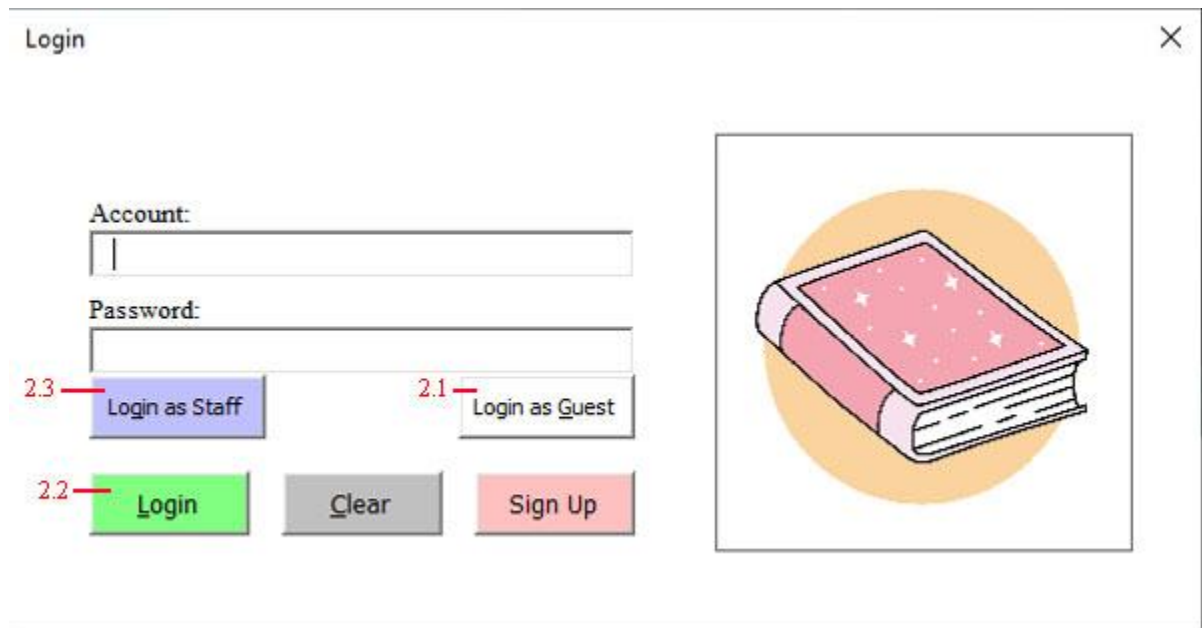 Login
Account:
Password:
2.3
Login as Staff
2.1
Login as Guest
2.2
Login
Clear
Sign Up